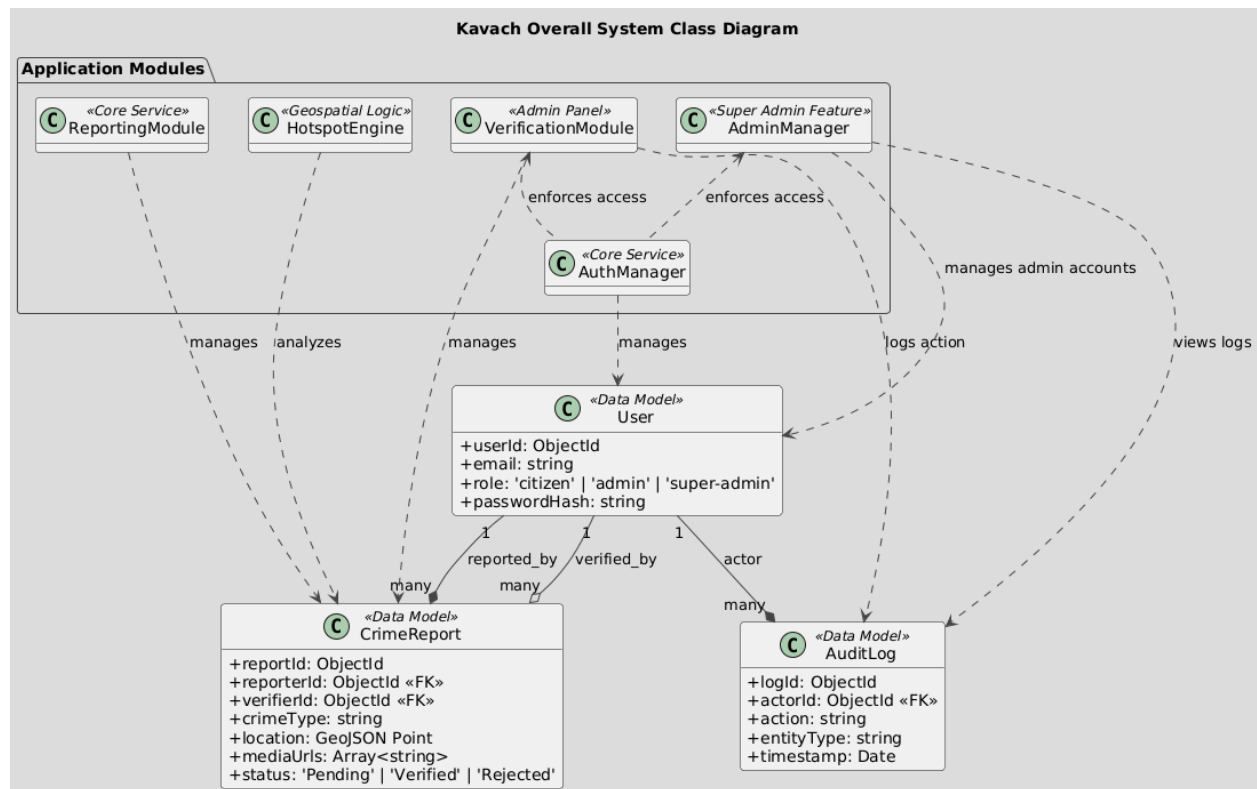 Kavach Overall System Class Diagram
Application Modules
C
«Core Service»
ReportingModule
C
«Geospatial Logic»
HotspotEngine
C
«Admin Panel»
VerificationModule
C
«Super Admin Feature»
AdminManager
enforces access
enforces access
C
«Core Service»
AuthManager
manages admin accounts
manages
analyzes
manages
manages
logs action
views logs
C
«Data Model»
User
+userId: ObjectId
+email: string
+role: 'citizen' | 'admin' | 'super-admin'
+passwordHash: string
1
1
1
reported_by
verified_by
actor
many
many
many
C
«Data Model»
CrimeReport
+reportId: ObjectId
+reporterId: ObjectId «FK»
+verifierId: ObjectId «FK»
+crimeType: string
+location: GeoJSON Point
+mediaUrls: Array<string>
+status: 'Pending' | 'Verified' | 'Rejected'
C
«Data Model»
AuditLog
+logId: ObjectId
+actorId: ObjectId «FK»
+action: string
+entityType: string
+timestamp: Date